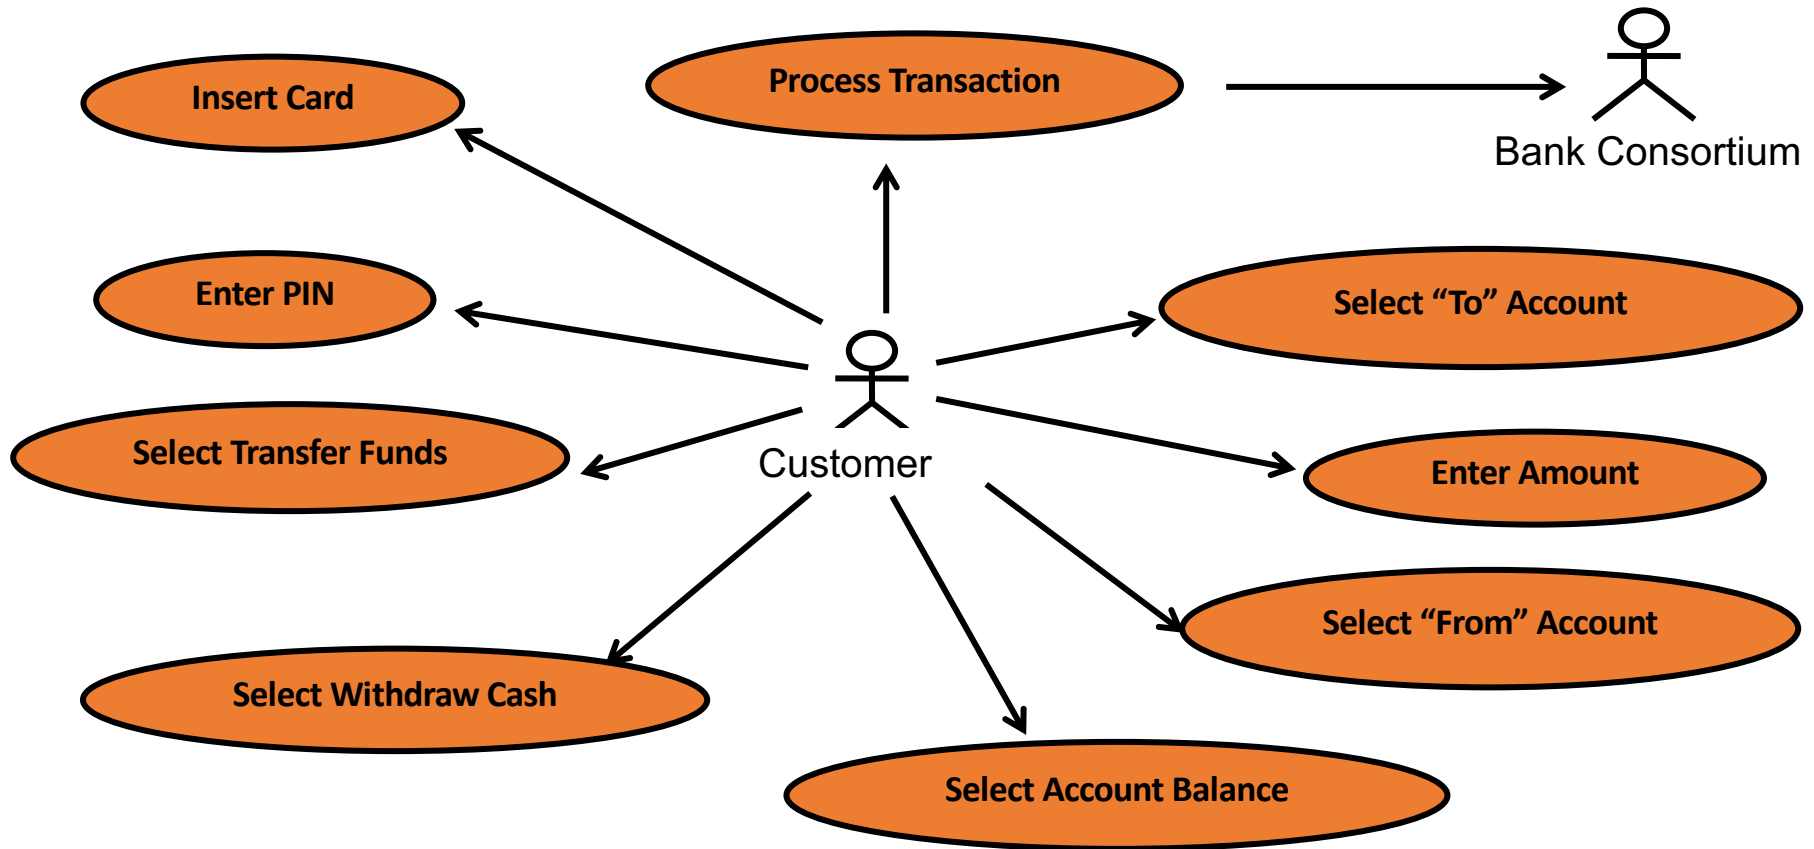 Insert Card
Process Transaction
Bank Consortium
Enter PIN
Select “To” Account
Select Transfer Funds
Customer
Enter Amount
Select “From” Account
Select Withdraw Cash
Select Account Balance